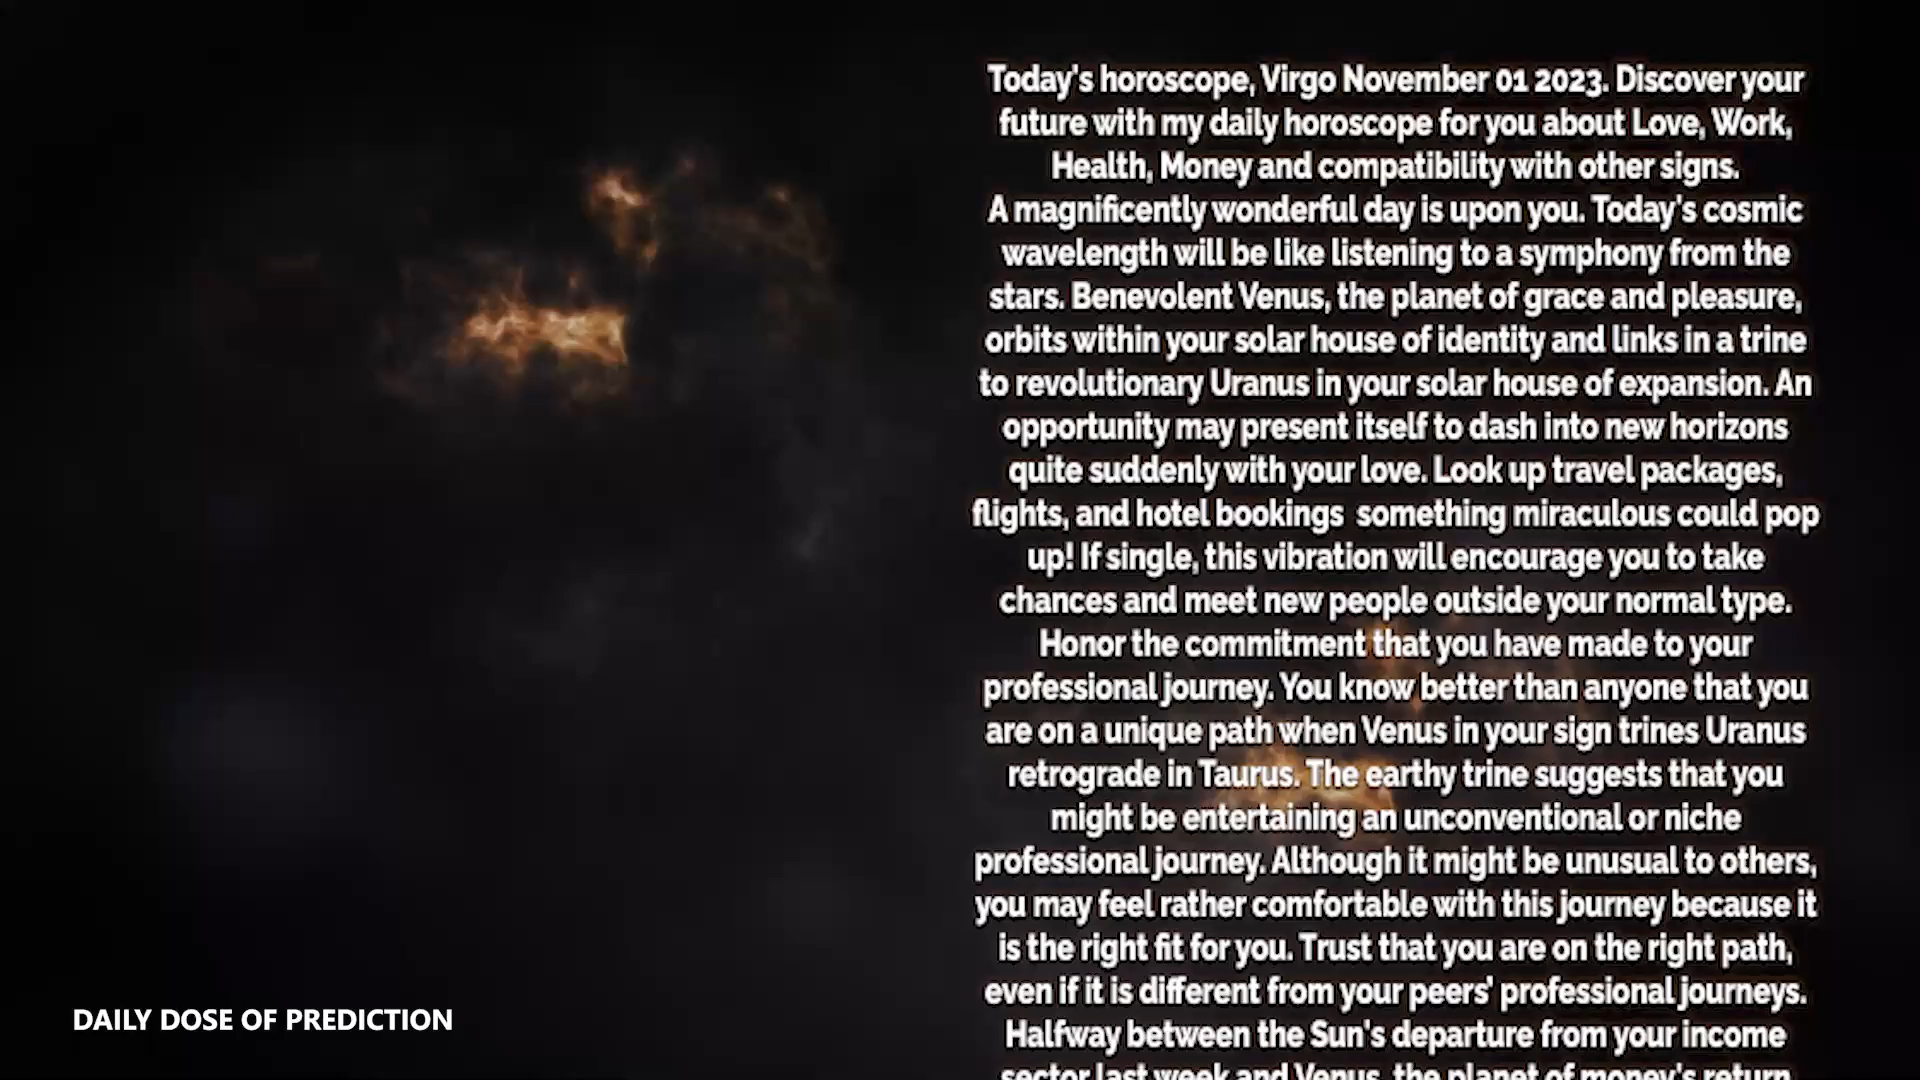 Today's horoscope, Virgo November 01 2023. Discover your
future with my daily horoscope for you about Love, Work,
Health, Money and compatibility with other signs.
A magnificently wonderful day is upon you. Today's cosmic
wavelength will be like listening to a symphony from the
stars. Benevolent Venus, the planet of grace and pleasure,
orbits within your solar house of identity and links in a trine
to revolutionary Uranus in your solar house of expansion. An
opportunity may present itself to dash into new horizons
quite suddenly with your love. Look up travel packages,
flights, and hotel bookings  something miraculous could pop
up! If single, this vibration will encourage you to take
chances and meet new people outside your normal type.
Honor the commitment that you have made to your
professional journey. You know better than anyone that you
are on a unique path when Venus in your sign trines Uranus
retrograde in Taurus. The earthy trine suggests that you
might be entertaining an unconventional or niche
professional journey. Although it might be unusual to others,
you may feel rather comfortable with this journey because it
is the right fit for you. Trust that you are on the right path,
even if it is different from your peers' professional journeys.
Halfway between the Sun's departure from your income
sector last week and Venus, the planet of money's return
DAILY DOSE OF PREDICTION